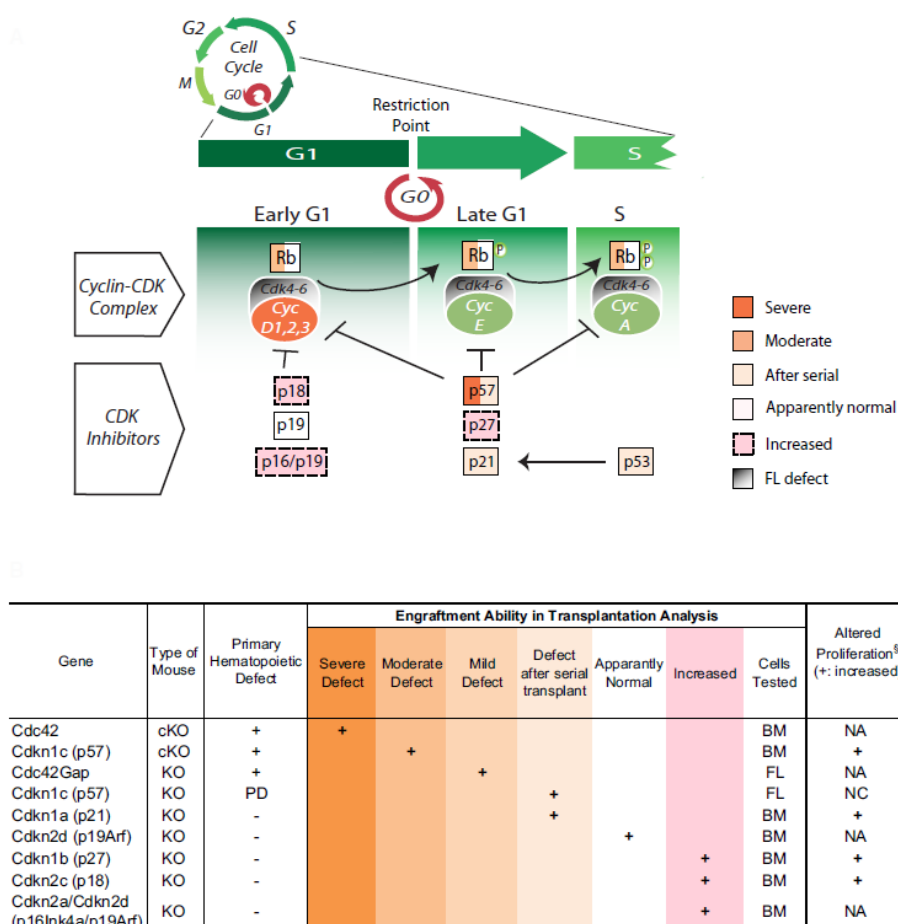 A
G2
S
Cell
Cycle
M
G0
G1
Restriction
Point
G1
S
G0
Early G1
Late G1
S
Rb
Rb P
Rb P
P
Cyclin-CDK
Complex
Cdk4-6
Cyc
D1,2,3
Cdk4-6
Cyc
E
Cdk4-6
Cyc
A
CDK
Inhibitors
p18
p19
p16/p19
p57
p27
p21
p53
Severe
Moderate
After serial
Apparently normal
Increased
FL defect
B
Engraftment Ability in Transplantation Analysis
Gene
Type of
Mouse
Primary
Hematopoietic
Defect
Severe
Defect
Moderate
Defect
Mild
Defect
Defect
after serial
transplant
Apparantly
Normal
Increased
Cells
Tested
Altered
Proliferation§
(+: increased
Cdc42 cKO + + BM NA
Cdkn1c (p57) cKO + + BM +
Cdc42Gap KO + + FL NA
Cdkn1c (p57) KO PD + FL NC
Cdkn1a (p21) KO - + BM +
Cdkn2d (p19Arf) KO - + BM NA
Cdkn1b (p27) KO - + BM +
Cdkn2c (p18) KO - + BM +
Cdkn2a/Cdkn2d
(p16Ink4a/p19Arf) KO - + BM NA